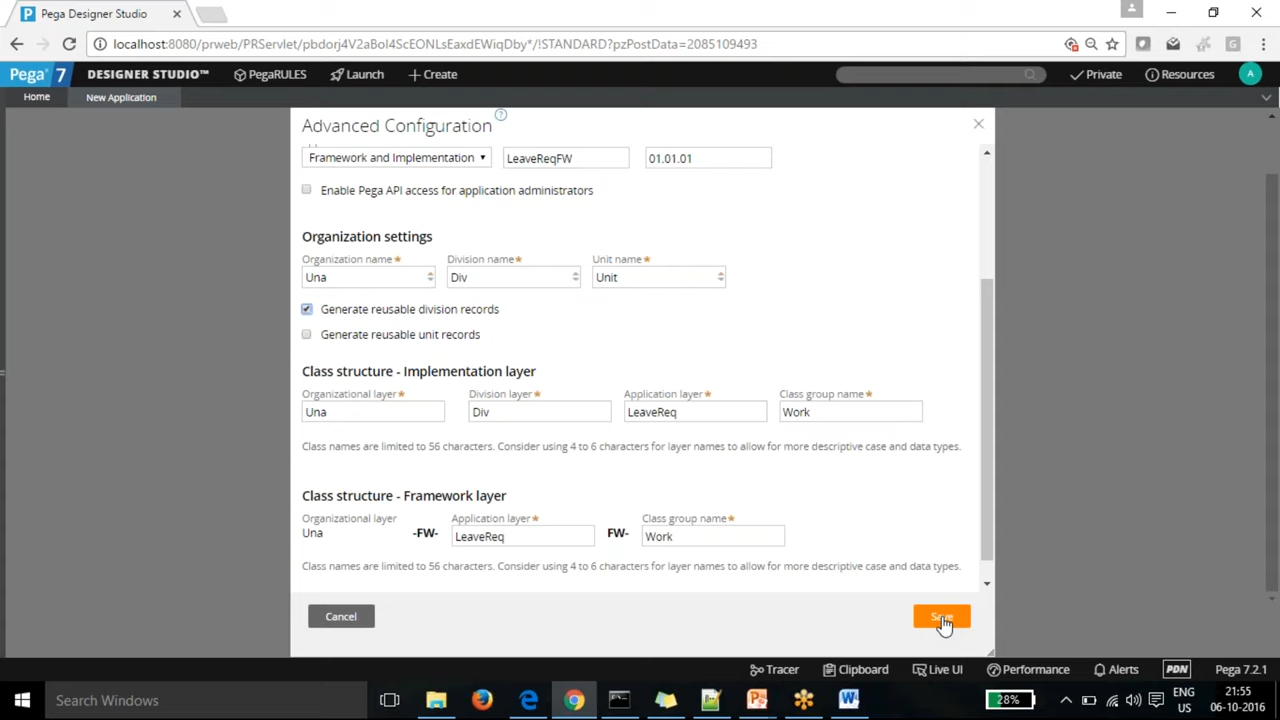 Pega Designer Studio
localhost:8080/prweb/PRServlet/pbdorj4V2aBoI4ScEONLsEaxdEWiqDby*/!STANDARD?pzPostData=2085109493
Pega 7 DESIGNER STUDIO™ PegaRULES Launch Create Private Resources A
Home New Application
Advanced Configuration ?
Framework and Implementation LeaveReqFW 01.01.01
Enable Pega API access for application administrators
Organization settings
Organization name* Division name* Unit name*
Una Div Unit
Generate reusable division records
Generate reusable unit records
Class structure - Implementation layer
Organizational layer* Division layer* Application layer* Class group name*
Una Div LeaveReq Work
Class names are limited to 56 characters. Consider using 4 to 6 characters for layer names to allow for more descriptive case and data types.
Class structure - Framework layer
Organizational layer Application layer* Class group name*
Una -FW- LeaveReq FW- Work
Class names are limited to 56 characters. Consider using 4 to 6 characters for layer names to allow for more descriptive case and data types.
Cancel Save
Tracer Clipboard Live UI Performance Alerts PDN Pega 7.2.1
Search Windows 28% ENG 21:55
US 06-10-2016